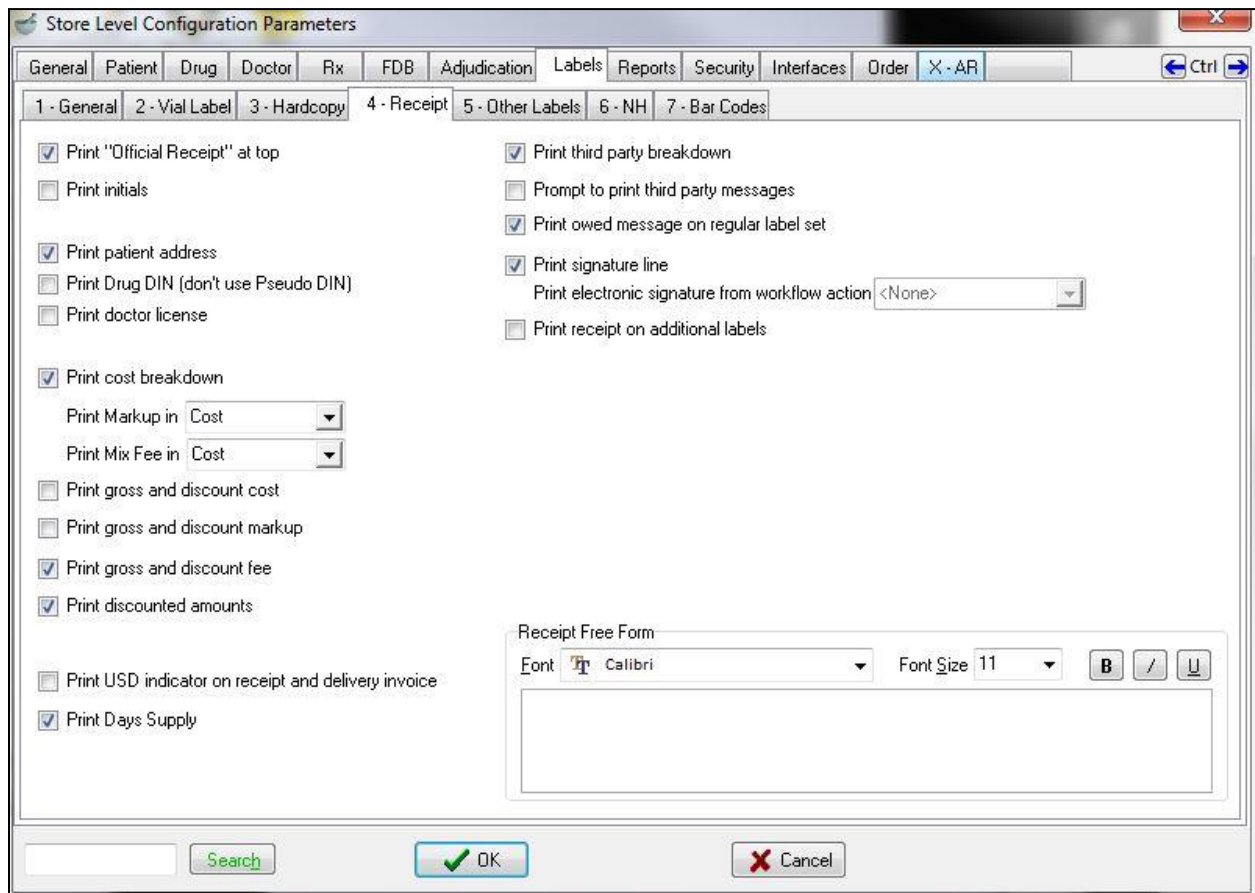 Store Level Configuration Parameters
X
General Patient Drug Doctor Rx FDB Adjudication Labels Reports Security Interfaces Order X - AR Ctrl
1 - General 2 - Vial Label 3 - Hardcopy 4 - Receipt 5 - Other Labels 6 - NH 7 - Bar Codes
Print "Official Receipt" at top
Print initials
Print patient address
Print Drug DIN (don't use Pseudo DIN)
Print doctor license
Print cost breakdown
Print Markup in Cost
Print Mix Fee in Cost
Print gross and discount cost
Print gross and discount markup
Print gross and discount fee
Print discounted amounts
Print USD indicator on receipt and delivery invoice
Print Days Supply
Print third party breakdown
Prompt to print third party messages
Print owed message on regular label set
Print signature line
Print electronic signature from workflow action <None>
Print receipt on additional labels
Receipt Free Form
Font Calibri Font Size 11 B I U
Search OK Cancel